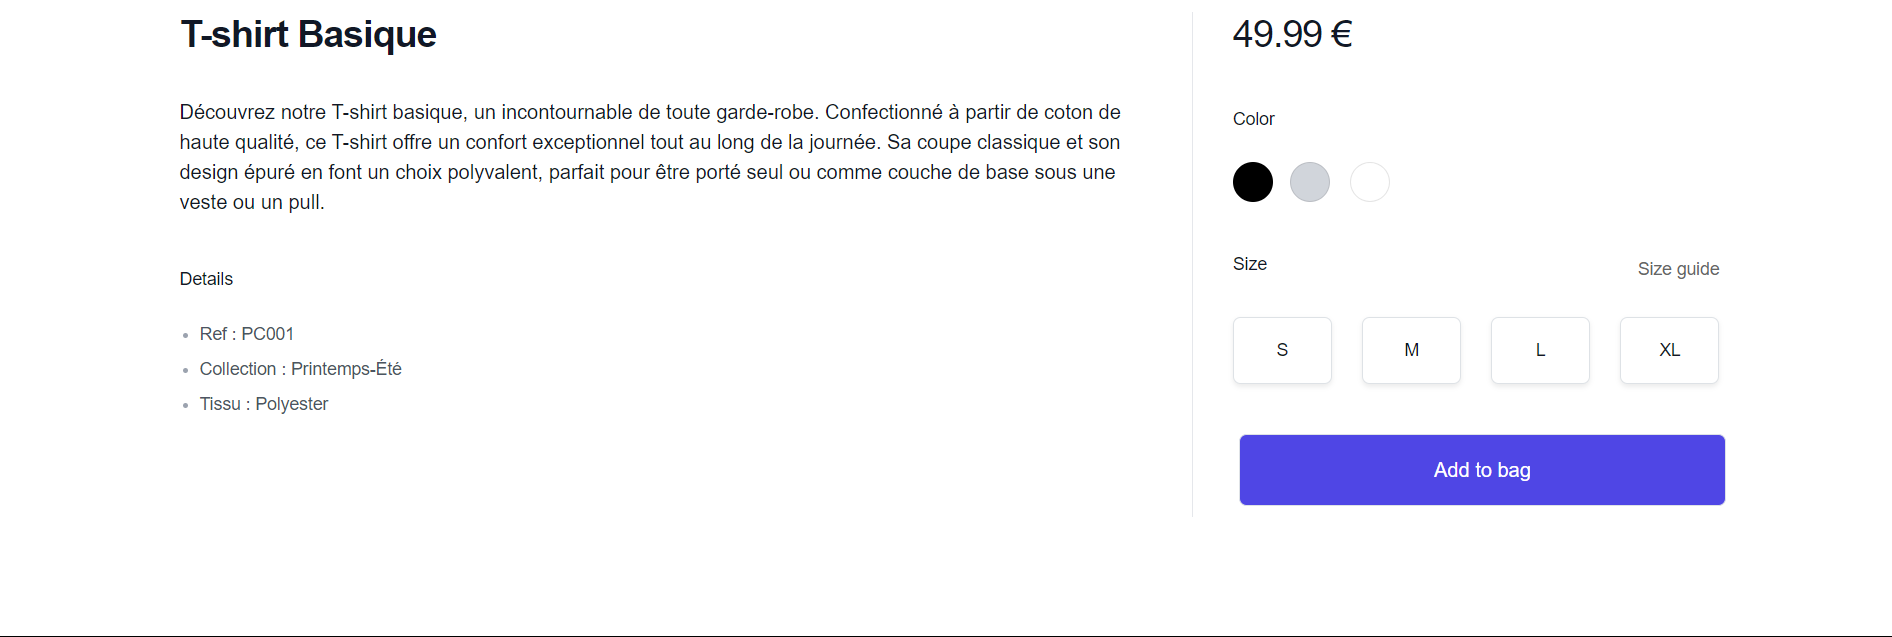 T-shirt Basique
Découvrez notre T-shirt basique, un incontournable de toute garde-robe. Confectionné à partir de coton de
haute qualité, ce T-shirt offre un confort exceptionnel tout au long de la journée. Sa coupe classique et son
design épuré en font un choix polyvalent, parfait pour être porté seul ou comme couche de base sous une
veste ou un pull.
Details
Ref : PC001
Collection : Printemps-Été
Tissu : Polyester
49.99 €
Color
Size
Size guide
S
M
L
XL
Add to bag